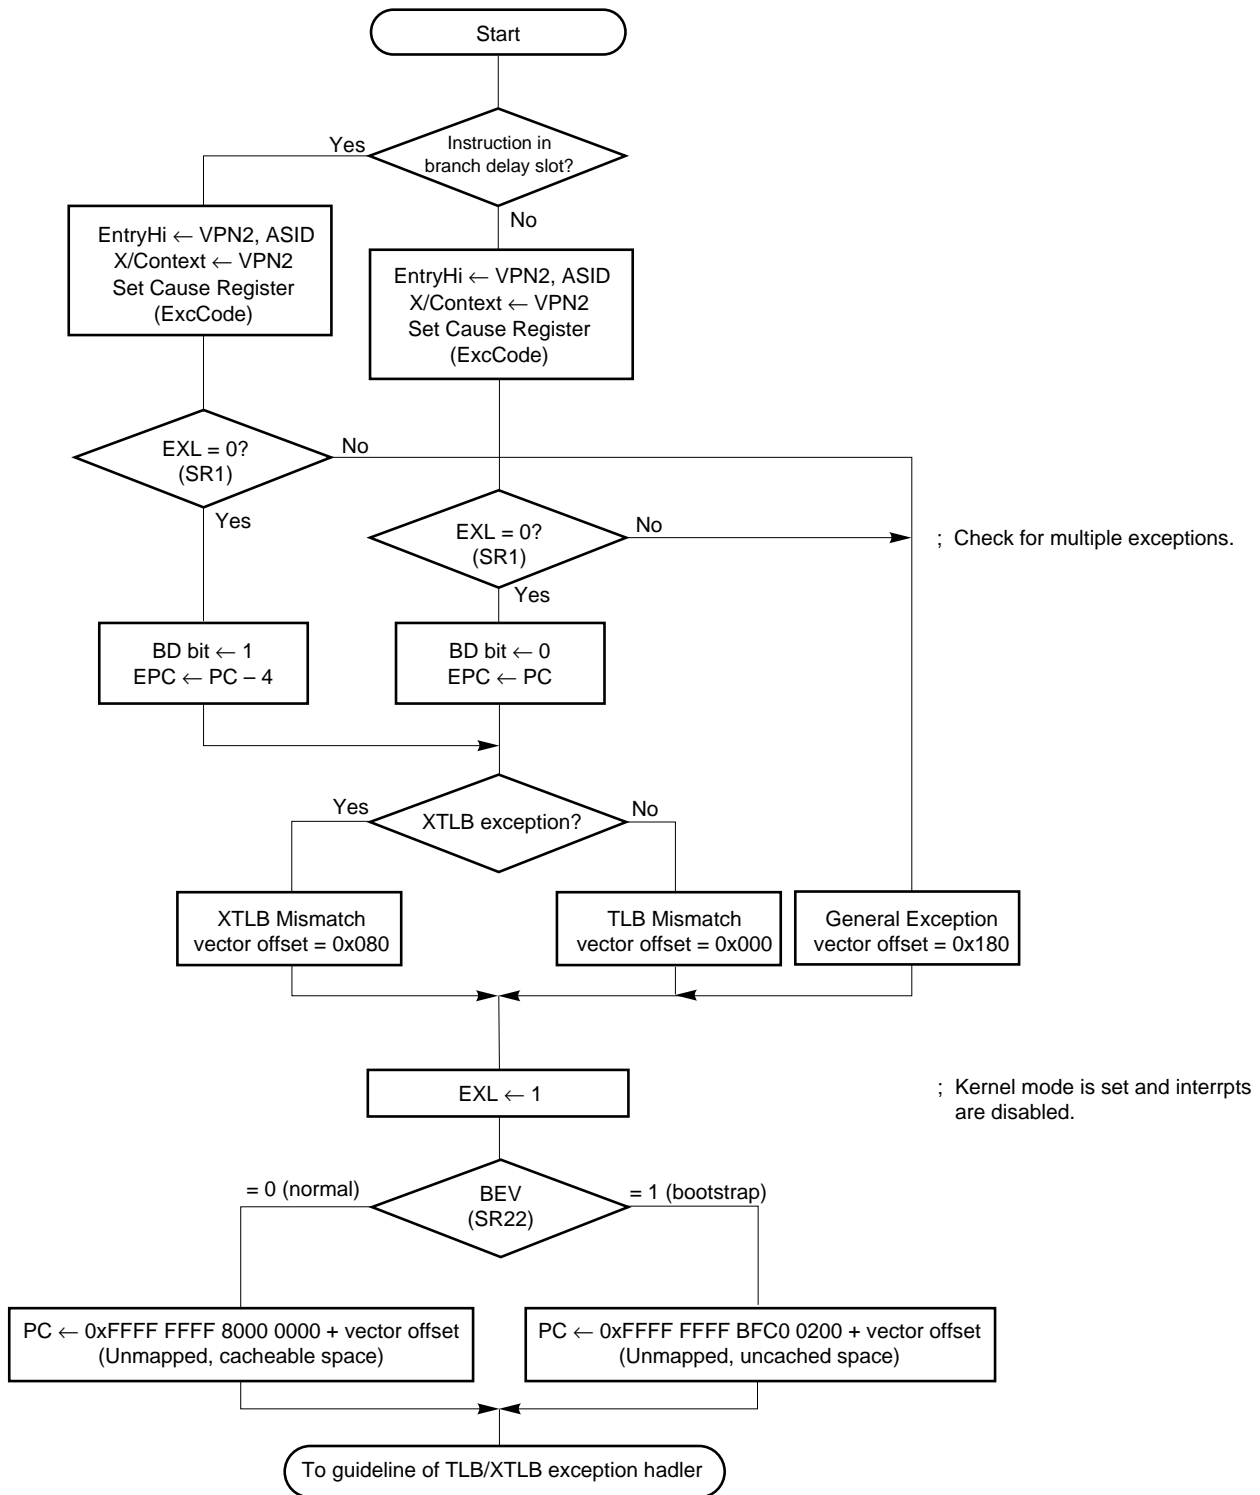 Start
Instruction in
branch delay slot?
Yes
No
EntryHi ← VPN2, ASID
X/Context ← VPN2
Set Cause Register
(ExcCode)
EntryHi ← VPN2, ASID
X/Context ← VPN2
Set Cause Register
(ExcCode)
EXL = 0?
(SR1)
No
Yes
EXL = 0?
(SR1)
No
Yes
; Check for multiple exceptions.
BD bit ← 1
EPC ← PC – 4
BD bit ← 0
EPC ← PC
XTLB exception?
Yes
No
XTLB Mismatch
vector offset = 0x080
TLB Mismatch
vector offset = 0x000
General Exception
vector offset = 0x180
EXL ← 1
; Kernel mode is set and interrpts
are disabled.
BEV
(SR22)
= 0 (normal)
= 1 (bootstrap)
PC ← 0xFFFF FFFF 8000 0000 + vector offset
(Unmapped, cacheable space)
PC ← 0xFFFF FFFF BFC0 0200 + vector offset
(Unmapped, uncached space)
To guideline of TLB/XTLB exception hadler